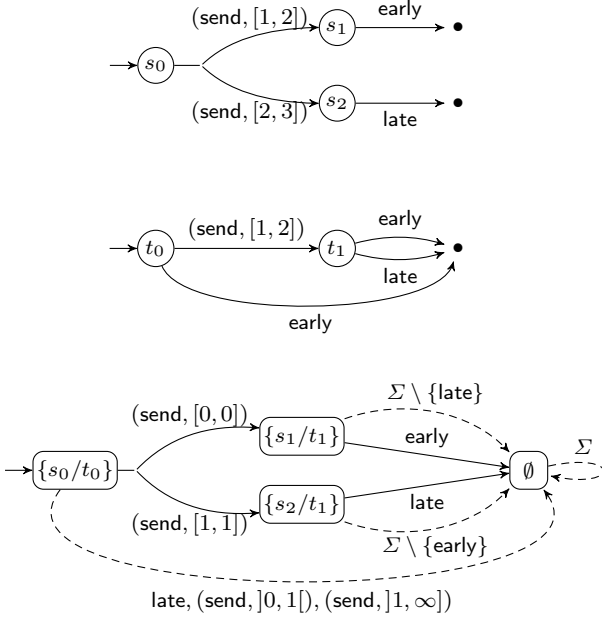 (send, [1, 2])
early
s₀
s₁
(send, [2, 3])
s₂
late
(send, [1, 2])
early
t₀
t₁
late
early
Σ \ {late}
(send, [0, 0])
{s₁/t₁}
early
Σ
{s₀/t₀}
∅
{s₂/t₁}
late
(send, [1, 1])
Σ \ {early}
late, (send, ]0, 1[), (send, ]1, ∞])